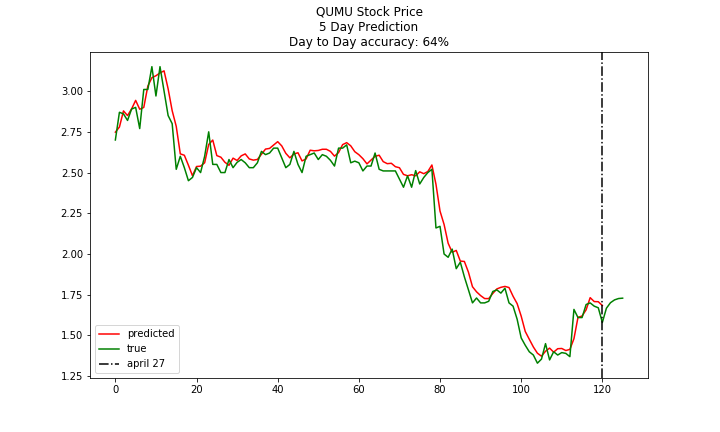 QUMU Stock Price
5 Day Prediction
Day to Day accuracy: 64%
3.00
2.75
2.50
2.25
2.00
1.75
1.50
1.25
predicted
true
april 27
0 20 40 60 80 100 120